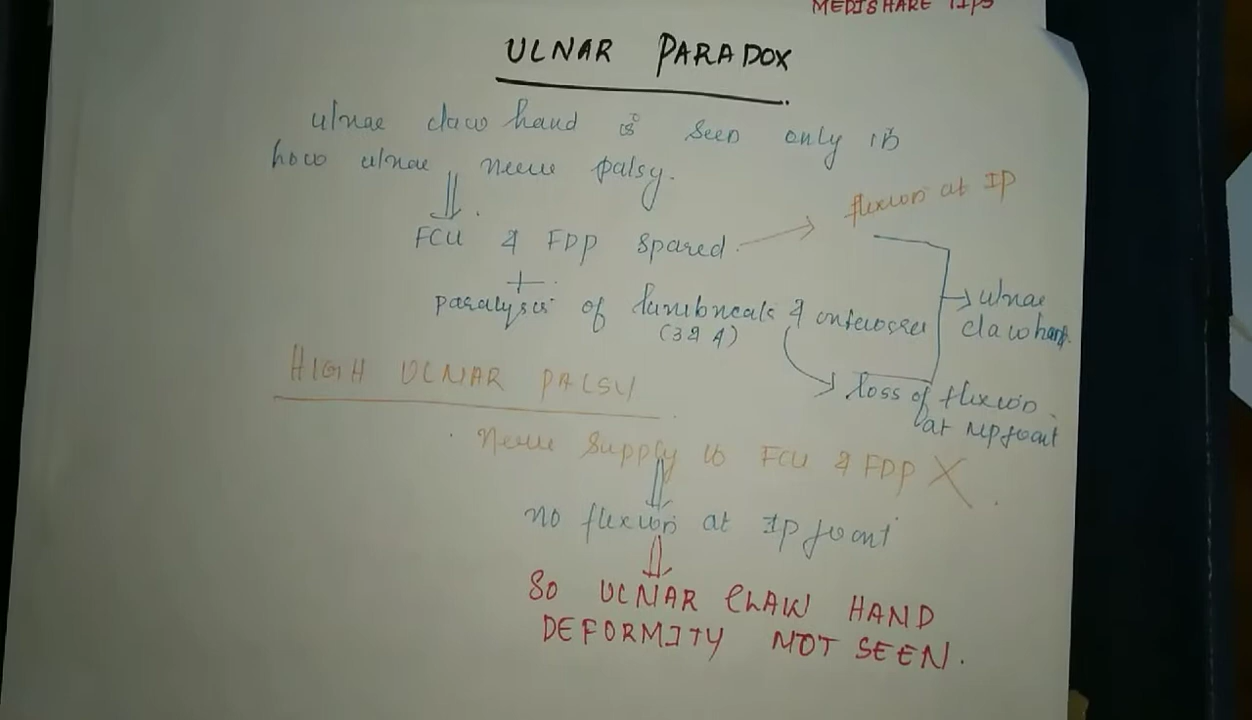 MEDISHARE TIPS
ULNAR PARADOX
ulnar claw hand is seen only in
low ulnar nerve palsy.
FCU & FDP spared
flexion at IP
+
paralysis of lumbricals & interossei
(3 & 4)
ulnar
claw hand
loss of flexion
at mp joint
HIGH ULNAR PALSY
nerve supply to FCU & FDP X
no flexion at IP joint
SO ULNAR CLAW HAND
DEFORMITY NOT SEEN.